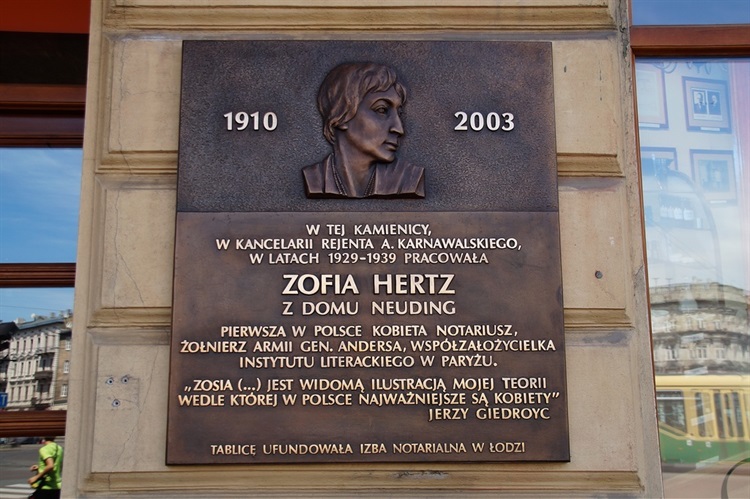 1910 2003
W TEJ KAMIENICY,
W KANCELARII REJENTA A. KARNAWALSKIEGO,
W LATACH 1929-1939 PRACOWAŁA
ZOFIA HERTZ
Z DOMU NEUDING
PIERWSZA W POLSCE KOBIETA NOTARIUSZ,
ŻOŁNIERZ ARMII GEN. ANDERSA, WSPÓŁZAŁOŻYCIELKA
INSTYTUTU LITERACKIEGO W PARYŻU.
„ZOSIA (...) JEST WIDOMĄ ILUSTRACJĄ MOJEJ TEORII
WEDLE KTÓREJ W POLSCE NAJWAŻNIEJSZE SĄ KOBIETY”
JERZY GIEDROYC
TABLICĘ UFUNDOWAŁA IZBA NOTARIALNA W ŁODZI